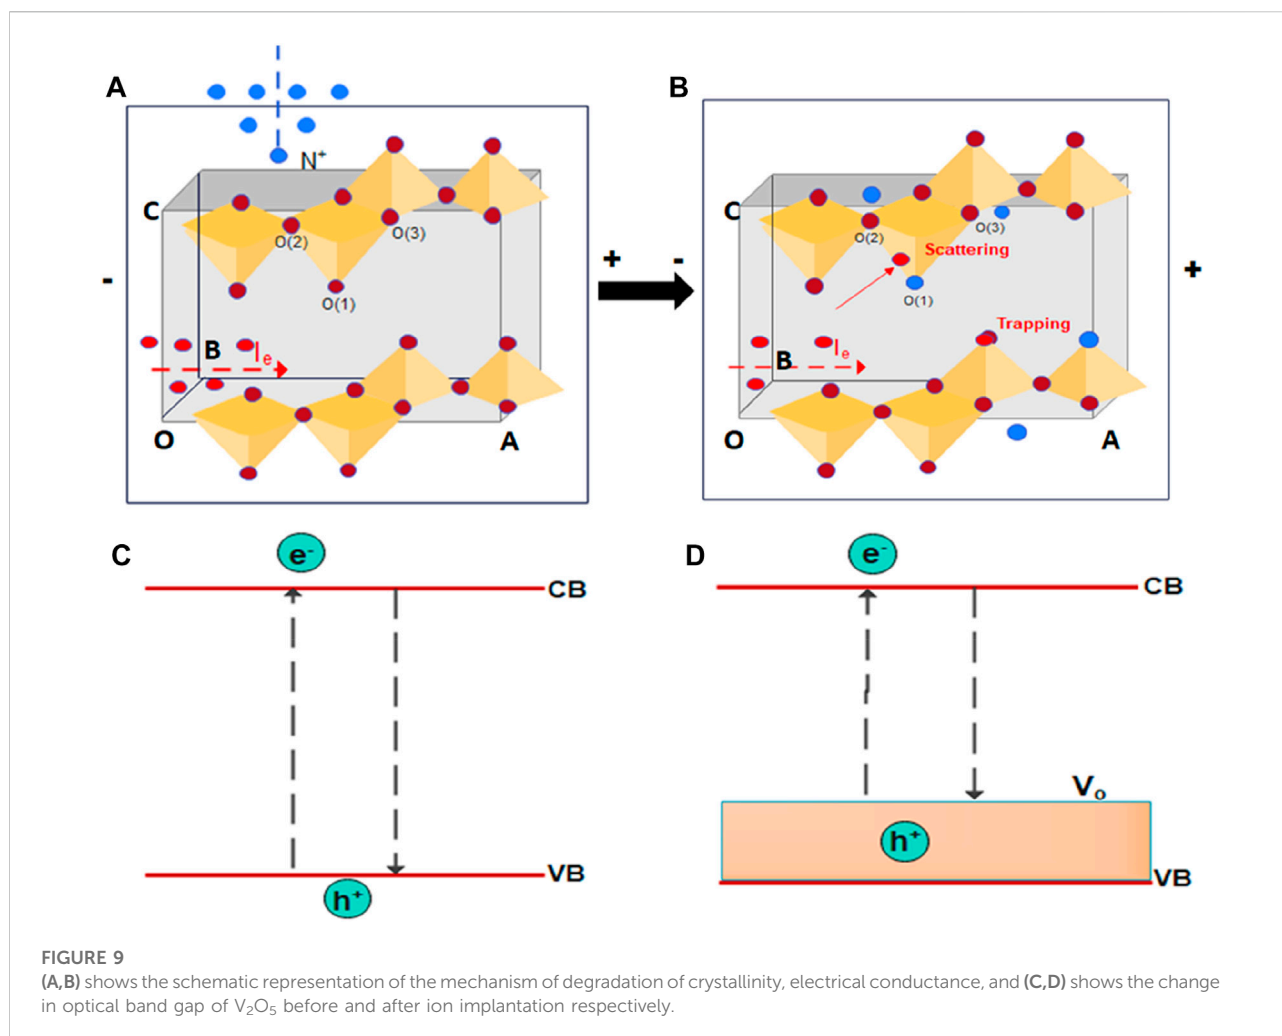 A
N⁺
C
O(2)
O(3)
O(1)
-
+
B
Iₑ
O
A
B
-
+
C
O(2)
O(3)
Scattering
O(1)
Trapping
B
Iₑ
O
A
C
e⁻
CB
VB
h⁺
D
e⁻
CB
Vₒ
h⁺
VB
FIGURE 9
(A,B) shows the schematic representation of the mechanism of degradation of crystallinity, electrical conductance, and (C,D) shows the change
in optical band gap of V₂O₅ before and after ion implantation respectively.